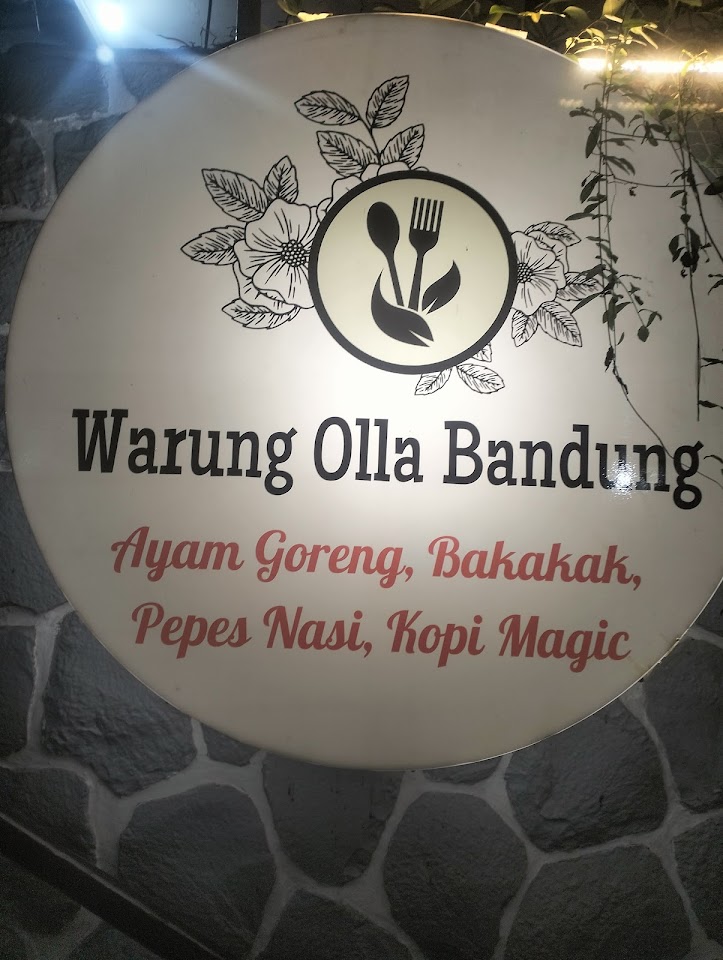 Warung Olla Bandung
Ayam Goreng, Bakakak,
Pepes Nasi, Kopi Magic